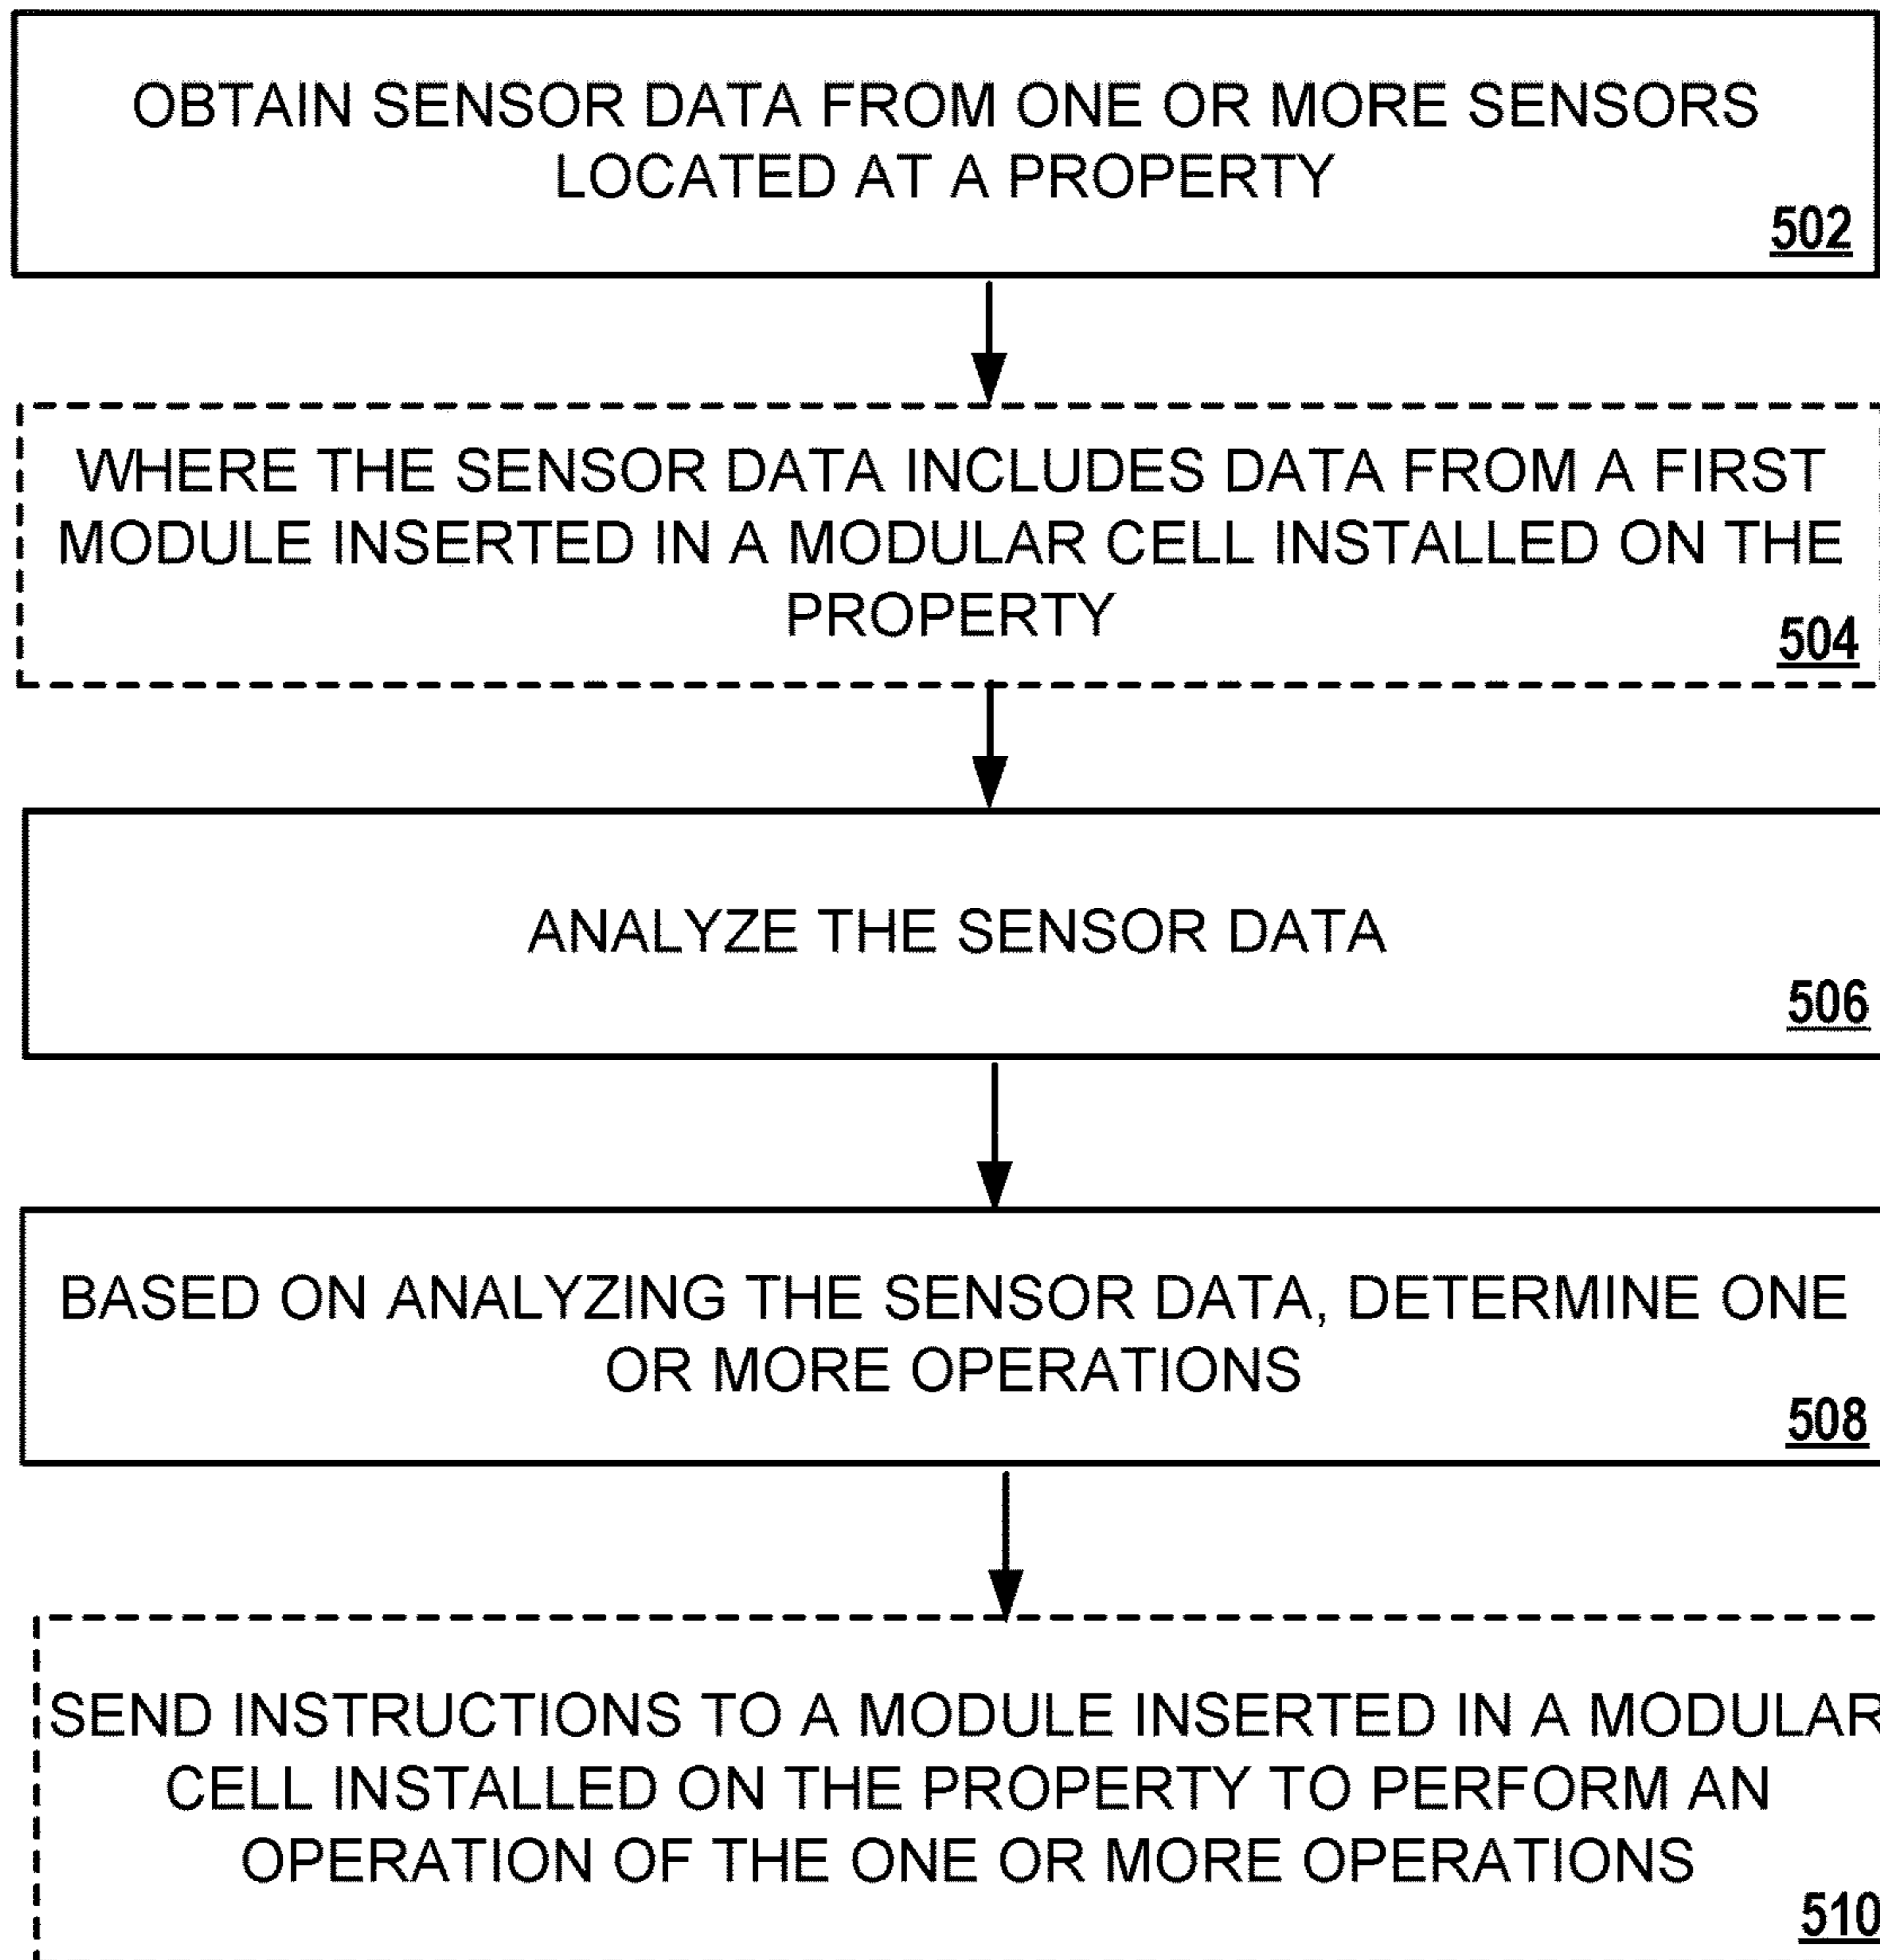 OBTAIN SENSOR DATA FROM ONE OR MORE SENSORS
LOCATED AT A PROPERTY
502
WHERE THE SENSOR DATA INCLUDES DATA FROM A FIRST
MODULE INSERTED IN A MODULAR CELL INSTALLED ON THE
PROPERTY
504
ANALYZE THE SENSOR DATA
506
BASED ON ANALYZING THE SENSOR DATA, DETERMINE ONE
OR MORE OPERATIONS
508
SEND INSTRUCTIONS TO A MODULE INSERTED IN A MODULAR
CELL INSTALLED ON THE PROPERTY TO PERFORM AN
OPERATION OF THE ONE OR MORE OPERATIONS
510